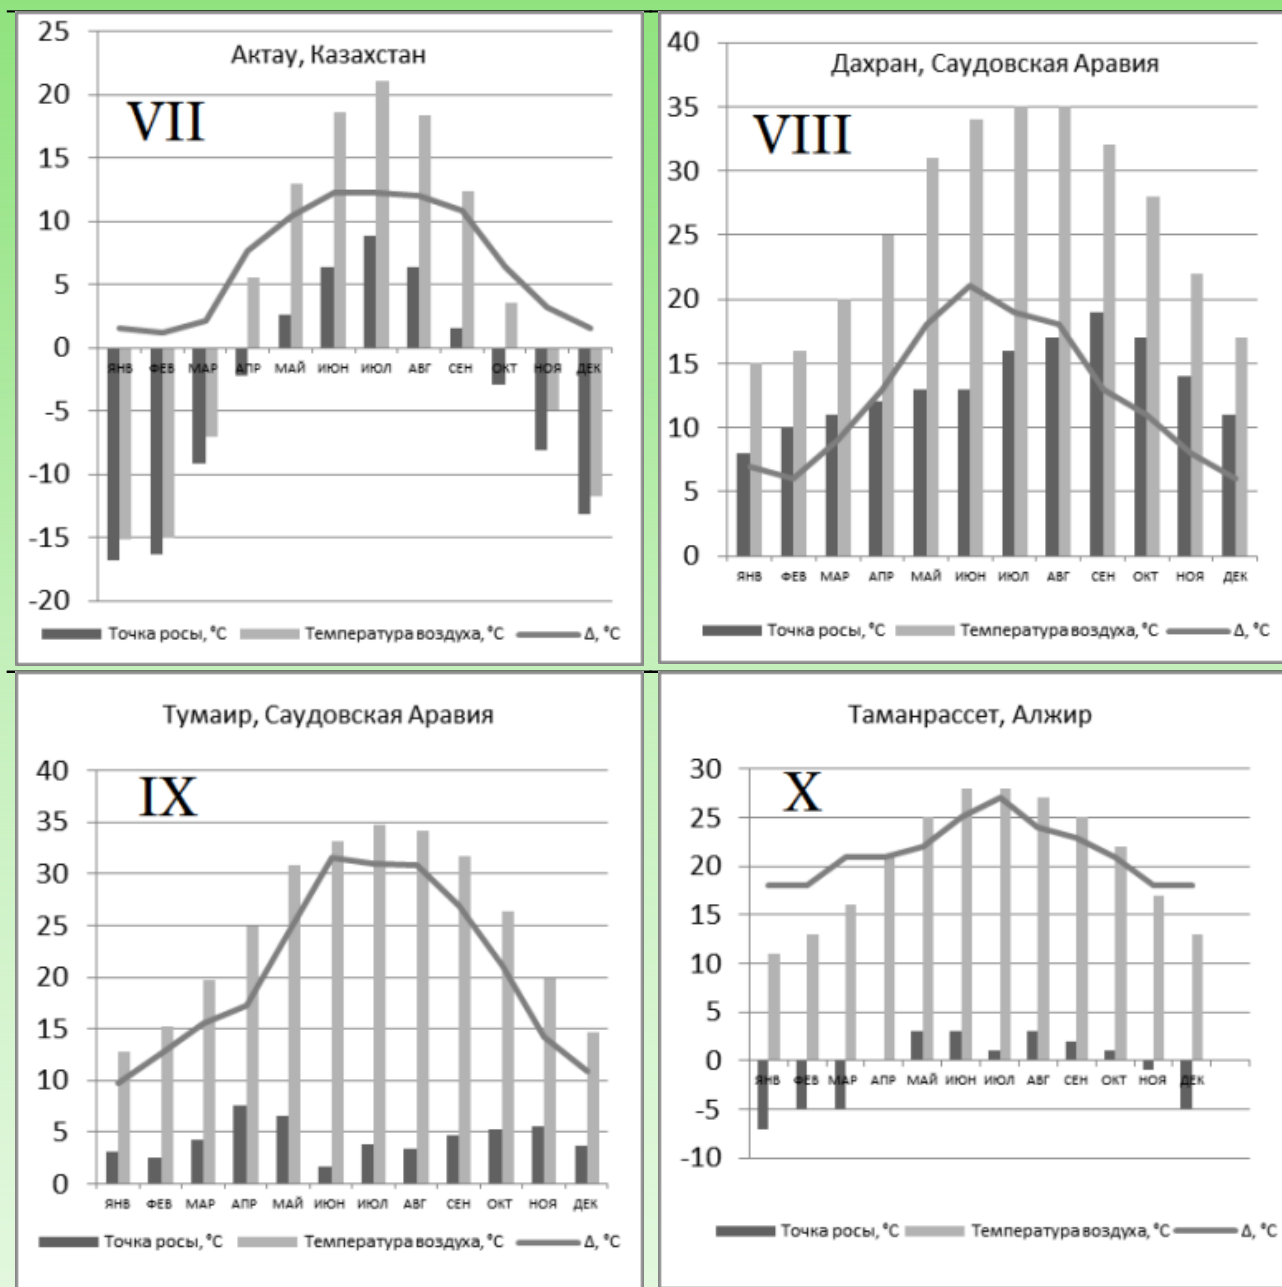 Актау, Казахстан
VII
25
20
15
10
5
0
-5
-10
-15
-20
ЯНВ ФЕВ МАР АПР МАЙ ИЮН ИЮЛ АВГ СЕН ОКТ НОЯ ДЕК
Точка росы, °C Температура воздуха, °C Δ, °C
Дахран, Саудовская Аравия
VIII
40
35
30
25
20
15
10
5
0
ЯНВ ФЕВ МАР АПР МАЙ ИЮН ИЮЛ АВГ СЕН ОКТ НОЯ ДЕК
Точка росы, °C Температура воздуха, °C Δ, °C
Тумаир, Саудовская Аравия
IX
40
35
30
25
20
15
10
5
0
ЯНВ ФЕВ МАР АПР МАЙ ИЮН ИЮЛ АВГ СЕН ОКТ НОЯ ДЕК
Точка росы, °C Температура воздуха, °C Δ, °C
Таманрассет, Алжир
X
30
25
20
15
10
5
0
-5
-10
ЯНВ ФЕВ МАР АПР МАЙ ИЮН ИЮЛ АВГ СЕН ОКТ НОЯ ДЕК
Точка росы, °C Температура воздуха, °C Δ, °C